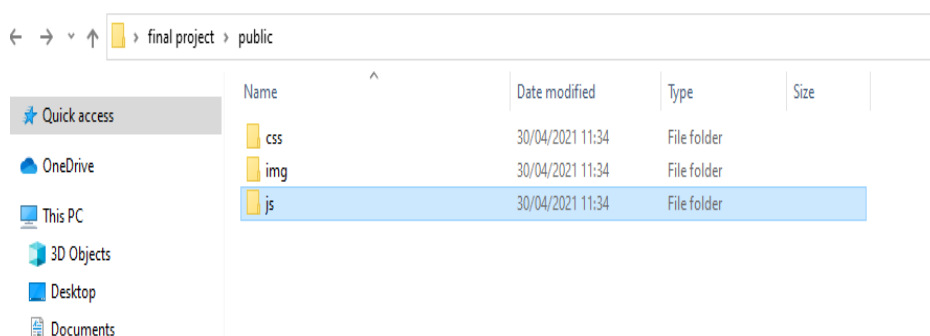 final project > public
Name Date modified Type Size
Quick access
css 30/04/2021 11:34 File folder
OneDrive
img 30/04/2021 11:34 File folder
js 30/04/2021 11:34 File folder
This PC
3D Objects
Desktop
Documents